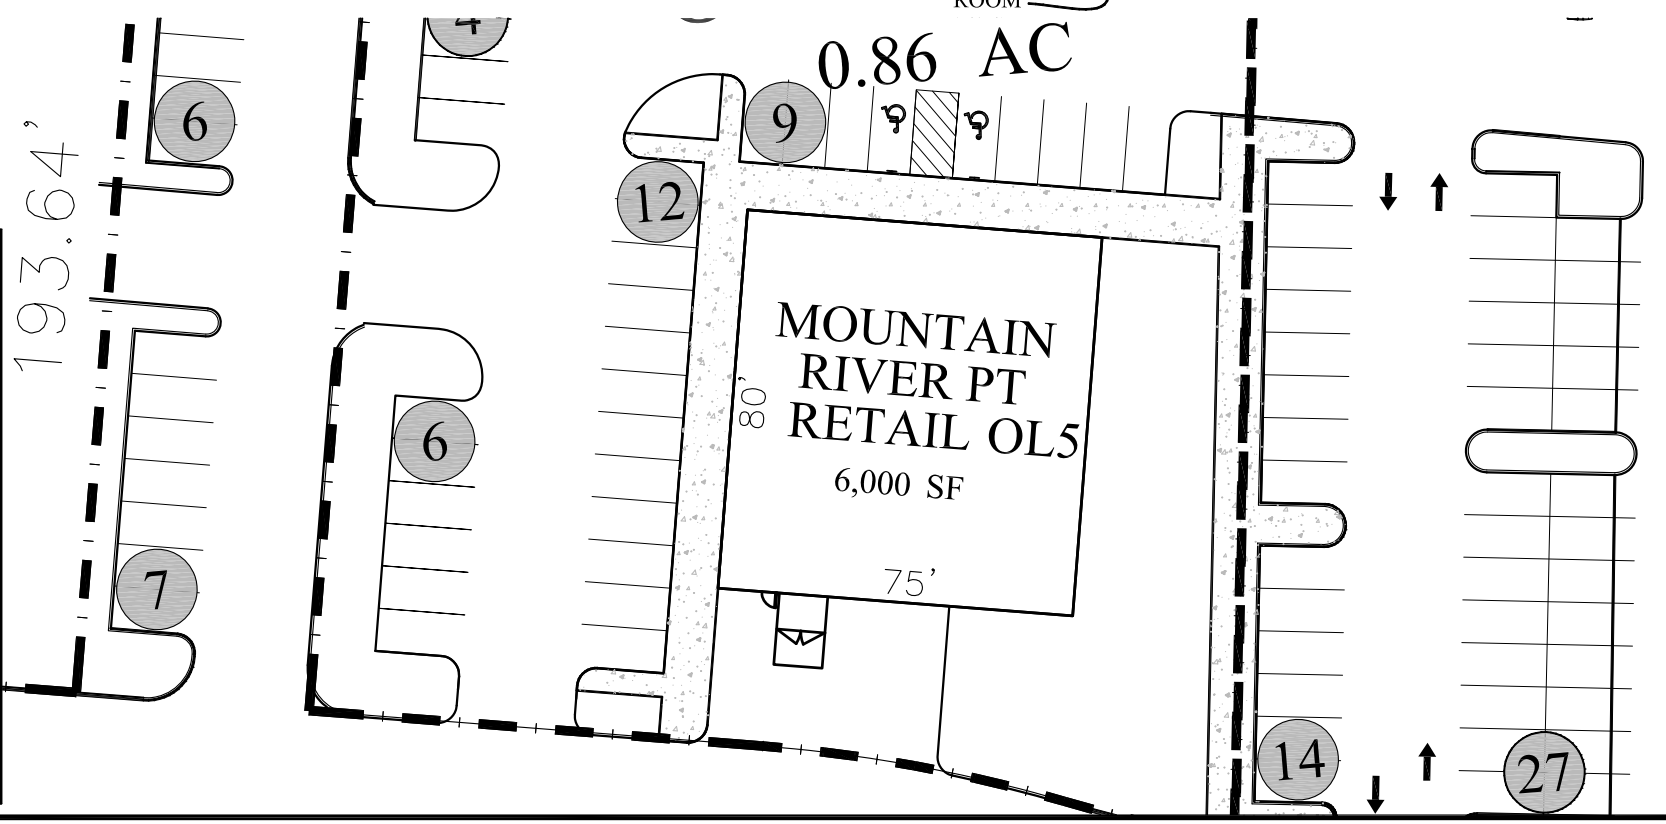 ROOM
0.86 AC
4
6
9
12
193.64'
MOUNTAIN
RIVER PT
RETAIL OL5
6,000 SF
80'
75'
6
7
14
27